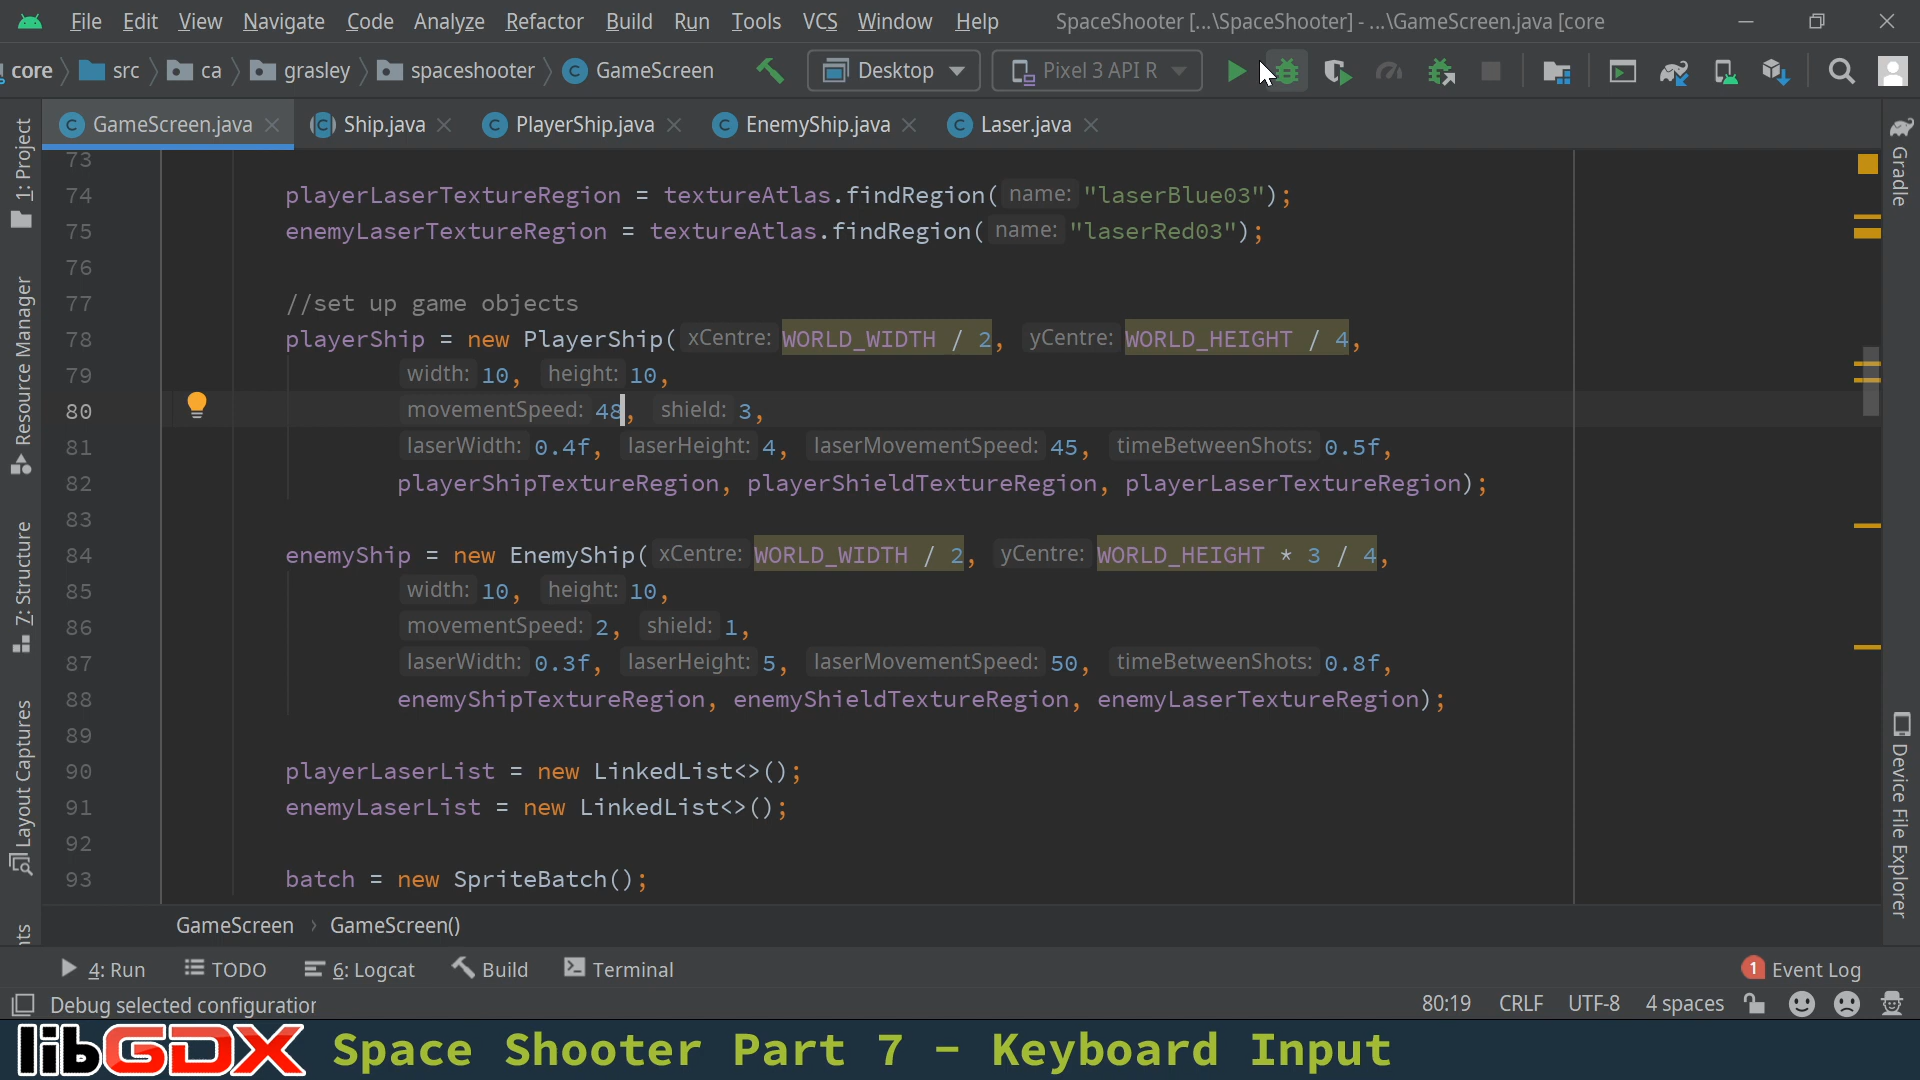 File Edit View Navigate Code Analyze Refactor Build Run Tools VCS Window Help SpaceShooter [...\SpaceShooter] - ...\GameScreen.java [core
core src ca grasley spaceshooter GameScreen Desktop Pixel 3 API R
GameScreen.java Ship.java PlayerShip.java EnemyShip.java Laser.java
1: Project
Resource Manager
Z: Structure
Layout Captures
Gradle
Device File Explorer
73
74 playerLaserTextureRegion = textureAtlas.findRegion( name: "laserBlue03");
75 enemyLaserTextureRegion = textureAtlas.findRegion( name: "laserRed03");
76
77 //set up game objects
78 playerShip = new PlayerShip( xCentre: WORLD_WIDTH / 2, yCentre: WORLD_HEIGHT / 4,
79 width: 10, height: 10,
80 movementSpeed: 48, shield: 3,
81 laserWidth: 0.4f, laserHeight: 4, laserMovementSpeed: 45, timeBetweenShots: 0.5f,
82 playerShipTextureRegion, playerShieldTextureRegion, playerLaserTextureRegion);
83
84 enemyShip = new EnemyShip( xCentre: WORLD_WIDTH / 2, yCentre: WORLD_HEIGHT * 3 / 4,
85 width: 10, height: 10,
86 movementSpeed: 2, shield: 1,
87 laserWidth: 0.3f, laserHeight: 5, laserMovementSpeed: 50, timeBetweenShots: 0.8f,
88 enemyShipTextureRegion, enemyShieldTextureRegion, enemyLaserTextureRegion);
89
90 playerLaserList = new LinkedList<>();
91 enemyLaserList = new LinkedList<>();
92
93 batch = new SpriteBatch();
GameScreen › GameScreen()
4: Run TODO 6: Logcat Build Terminal 1 Event Log
Debug selected configuration 80:19 CRLF UTF-8 4 spaces
libGDX Space Shooter Part 7 - Keyboard Input